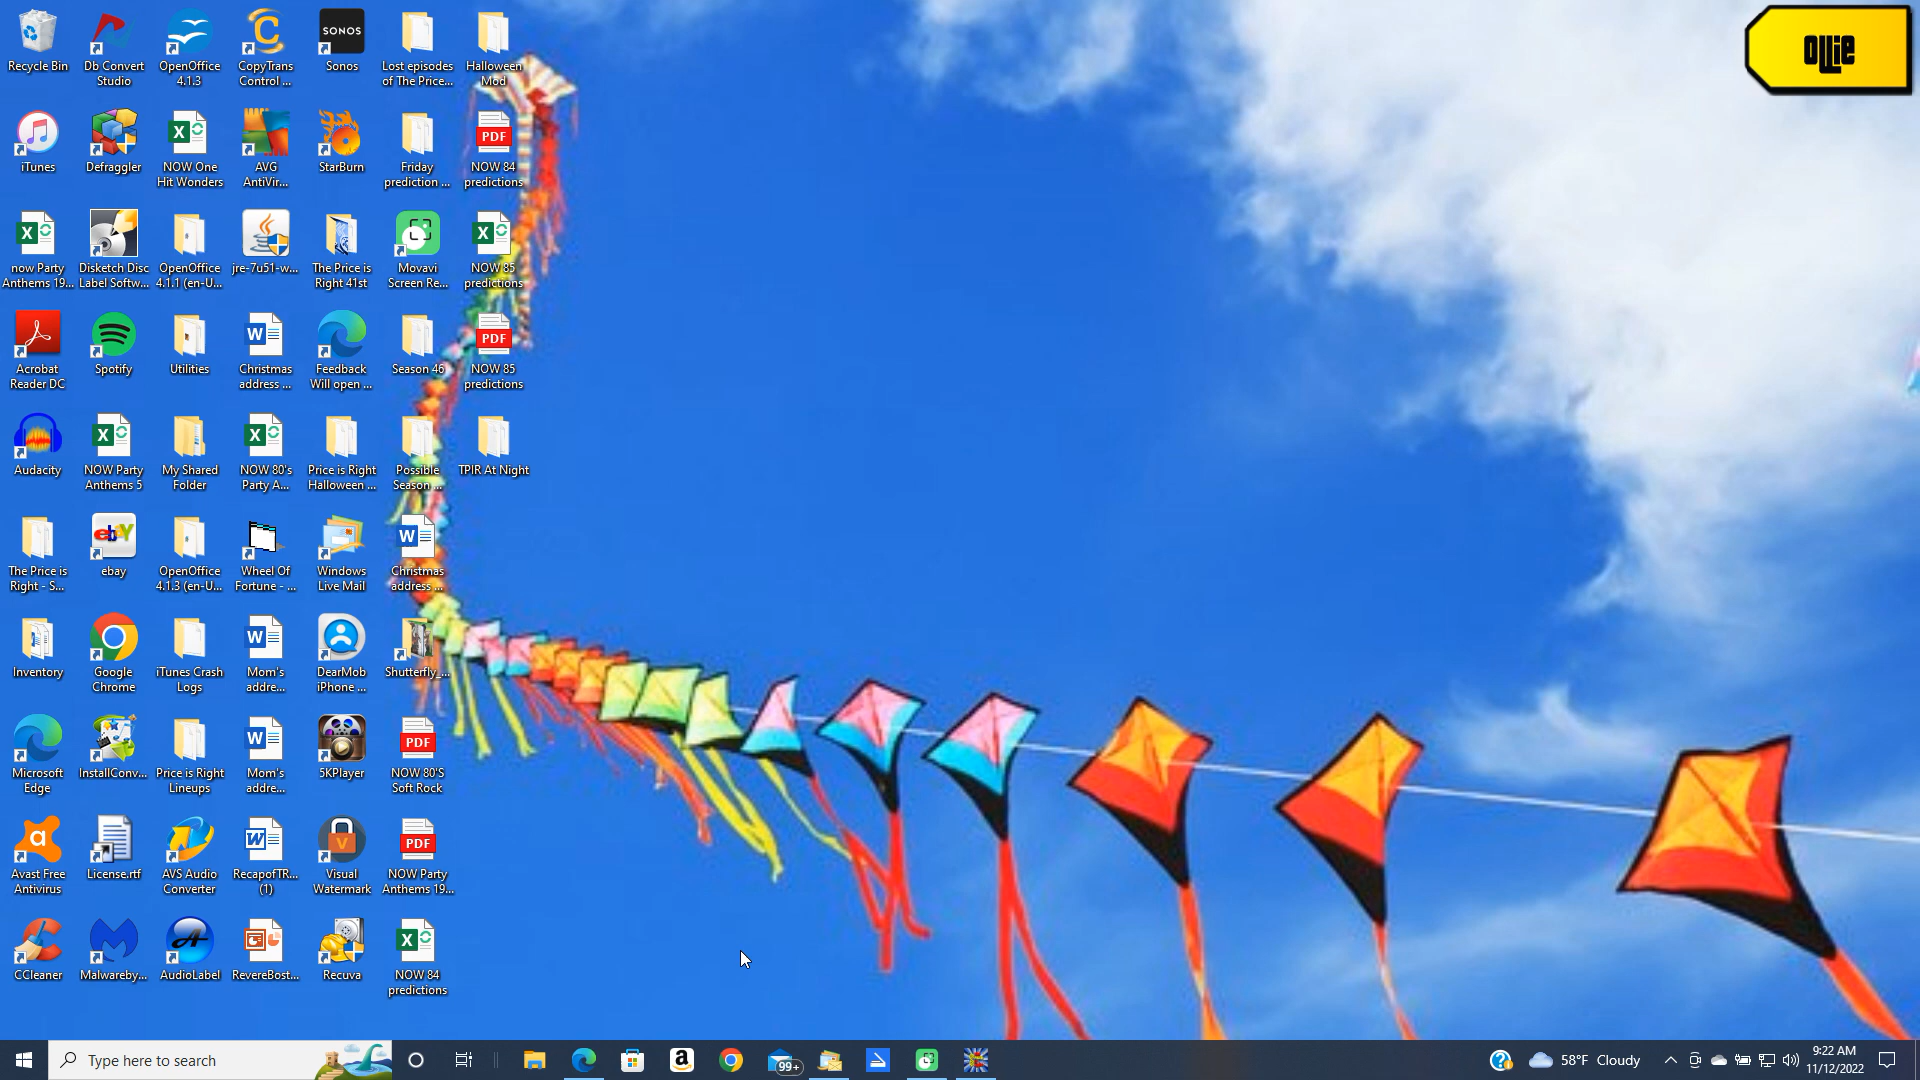 Recycle Bin
Db Convert
Studio
OpenOffice
4.1.3
CopyTrans
Control ...
SONOS
Sonos
Lost episodes
of The Price...
Halloween
Mod
OLLIE
iTunes
Defraggler
NOW One
Hit Wonders
AVG
AntiVir...
StarBurn
Friday
prediction ...
PDF
NOW 84
predictions
now Party
Anthems 19...
Disketch Disc
Label Softw...
OpenOffice
4.1.1 (en-U...
jre-7u51-w...
The Price is
Right 41st
Movavi
Screen Re...
NOW 85
predictions
Acrobat
Reader DC
Spotify
Utilities
Christmas
address ...
Feedback
Will open ...
Season 46
PDF
NOW 85
predictions
Audacity
NOW Party
Anthems 5
My Shared
Folder
NOW 80's
Party A...
Price is Right
Halloween ...
Possible
Season ...
TPIR At Night
The Price is
Right - S...
ebay
ebay
OpenOffice
4.1.3 (en-U...
Wheel Of
Fortune - ...
Windows
Live Mail
Christmas
address ...
Inventory
Google
Chrome
iTunes Crash
Logs
Mom's
addre...
DearMob
iPhone ...
Shutterfly_...
Microsoft
Edge
InstallConv...
Price is Right
Lineups
Mom's
addre...
5KPlayer
PDF
NOW 80'S
Soft Rock
Avast Free
Antivirus
License.rtf
AVS Audio
Converter
RecapofTR...
(1)
Visual
Watermark
PDF
NOW Party
Anthems 19...
CCleaner
Malwareby...
AudioLabel
RevereBost...
Recuva
NOW 84
predictions
Type here to search
99+
58°F Cloudy
9:22 AM
11/12/2022